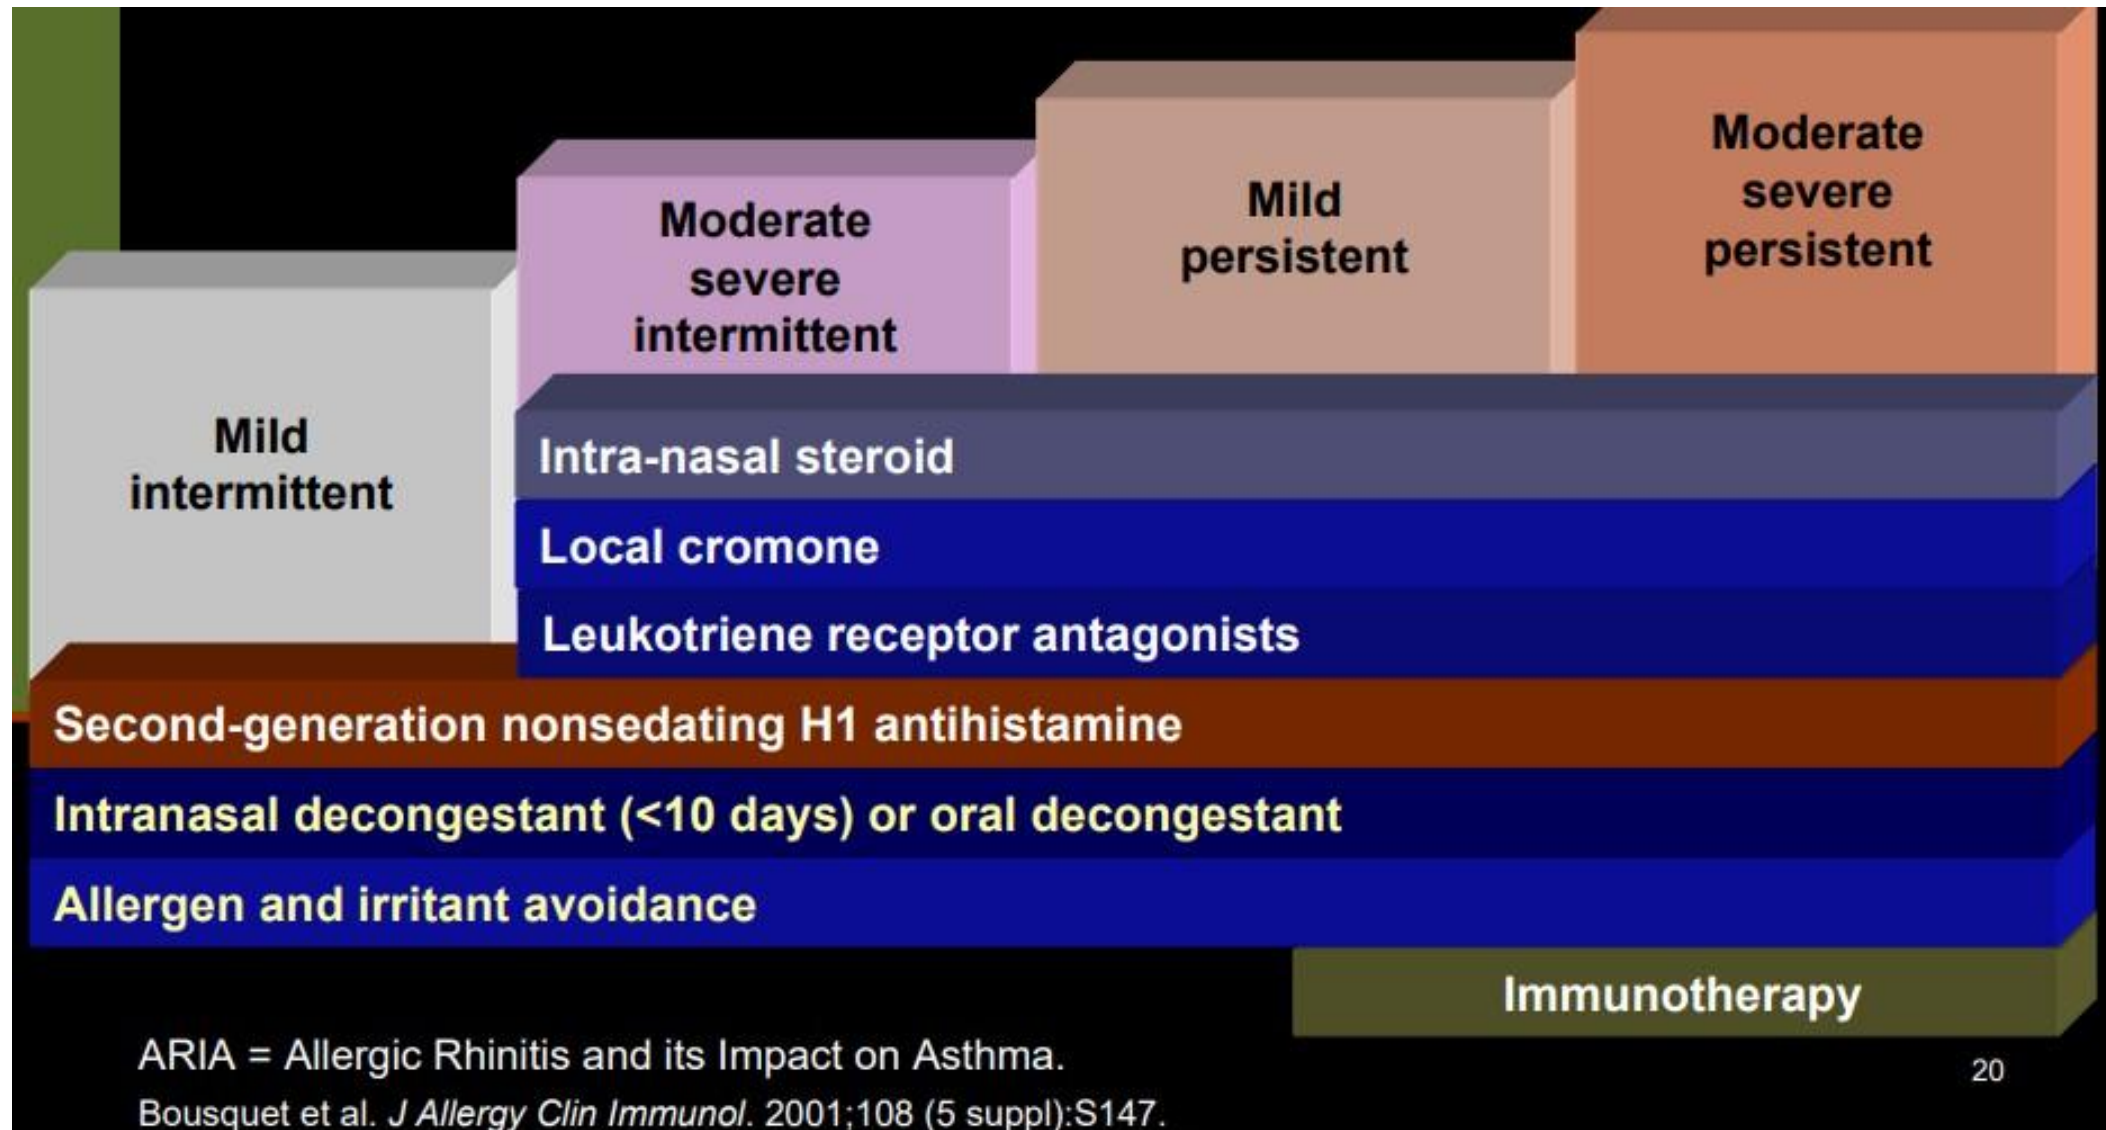 Mild
intermittent
Moderate
severe
intermittent
Mild
persistent
Moderate
severe
persistent
Intra-nasal steroid
Local cromone
Leukotriene receptor antagonists
Second-generation nonsedating H1 antihistamine
Intranasal decongestant (<10 days) or oral decongestant
Allergen and irritant avoidance
Immunotherapy
ARIA = Allergic Rhinitis and its Impact on Asthma.
20
Bousquet et al. J Allergy Clin Immunol. 2001;108 (5 suppl):S147.